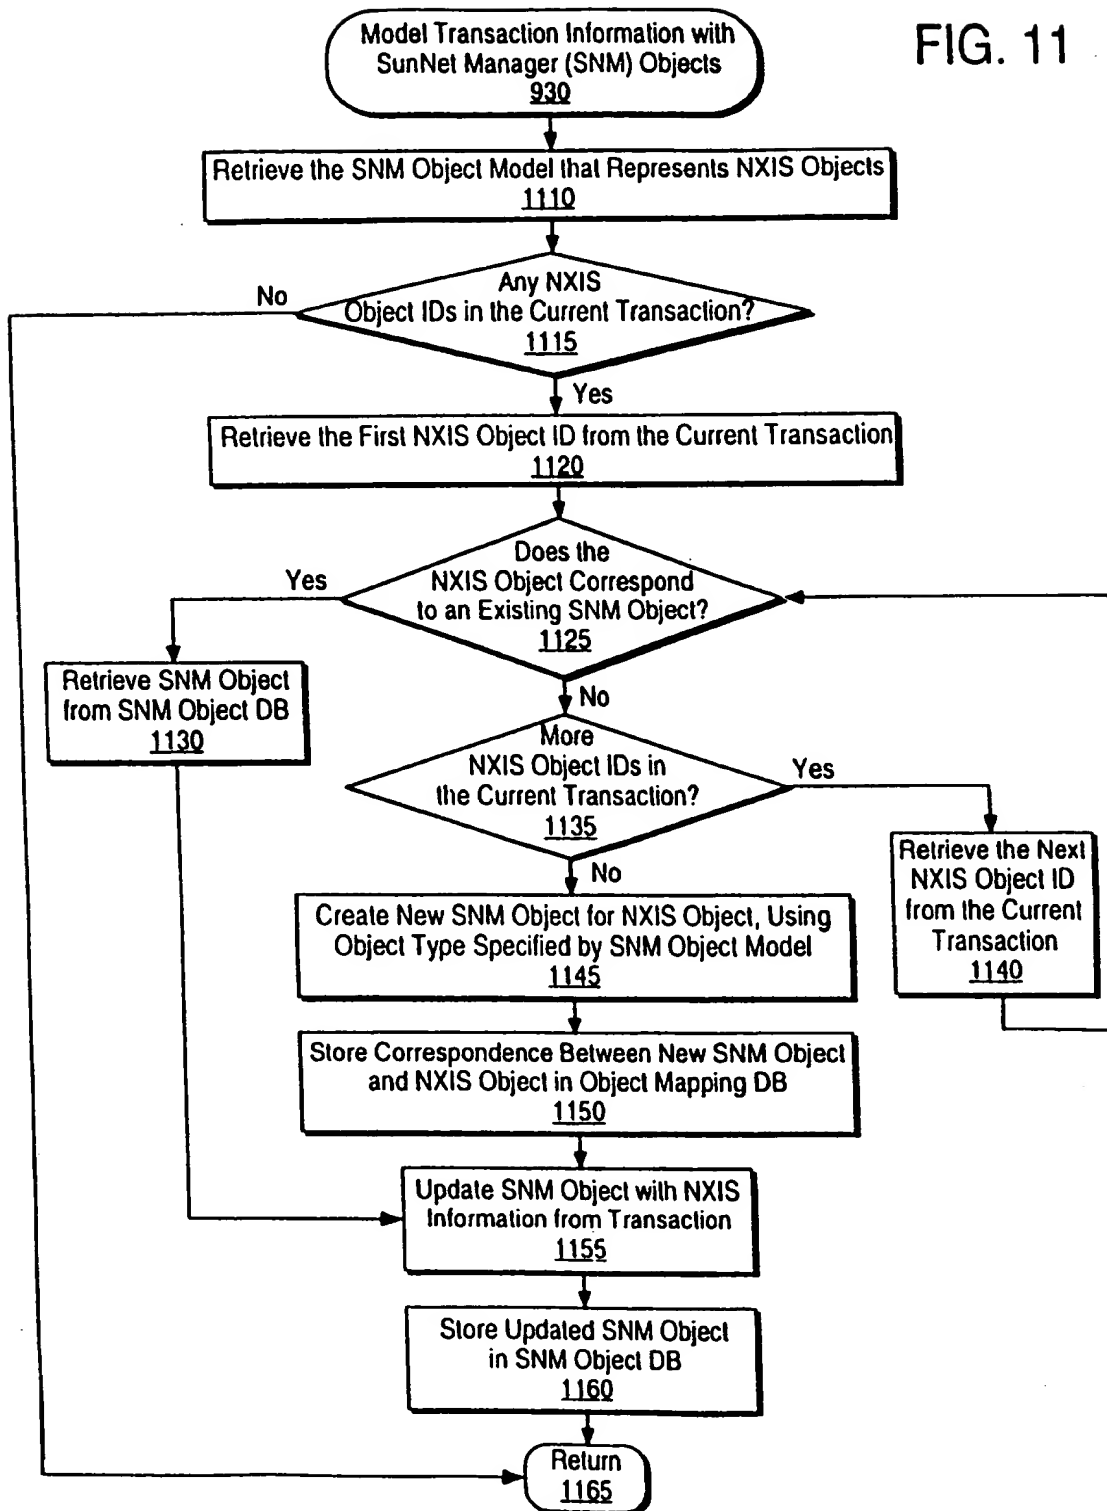 FIG. 11
Model Transaction Information with
SunNet Manager (SNM) Objects
930
Retrieve the SNM Object Model that Represents NXIS Objects
1110
Any NXIS
Object IDs in the Current Transaction?
1115
No
Yes
Retrieve the First NXIS Object ID from the Current Transaction
1120
Does the
NXIS Object Correspond
to an Existing SNM Object?
1125
Yes
No
Retrieve SNM Object
from SNM Object DB
1130
More
NXIS Object IDs in
the Current Transaction?
1135
Yes
No
Retrieve the Next
NXIS Object ID
from the Current
Transaction
1140
Create New SNM Object for NXIS Object, Using
Object Type Specified by SNM Object Model
1145
Store Correspondence Between New SNM Object
and NXIS Object in Object Mapping DB
1150
Update SNM Object with NXIS
Information from Transaction
1155
Store Updated SNM Object
in SNM Object DB
1160
Return
1165